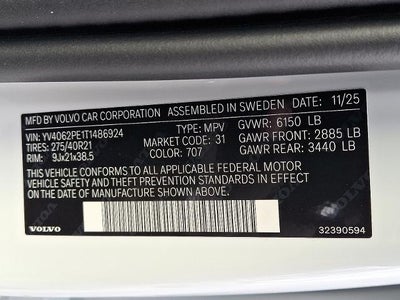 MFD BY VOLVO CAR CORPORATION ASSEMBLED IN SWEDEN 11/25
VIN: YV4062PE1T1486924 TYPE: MPV GVWR: 6150 LB
TIRES: 275/40R21 MARKET CODE: 31 GAWR FRONT: 2885 LB
RIM: 9Jx21x38.5 COLOR: 707 GAWR REAR: 3440 LB
THIS VEHICLE CONFORMS TO ALL APPLICABLE FEDERAL MOTOR
VEHICLE SAFETY AND THEFT PREVENTION STANDARDS IN EFFECT
ON THE DATE OF MANUFACTURE SHOWN ABOVE.
VOLVO 32390594